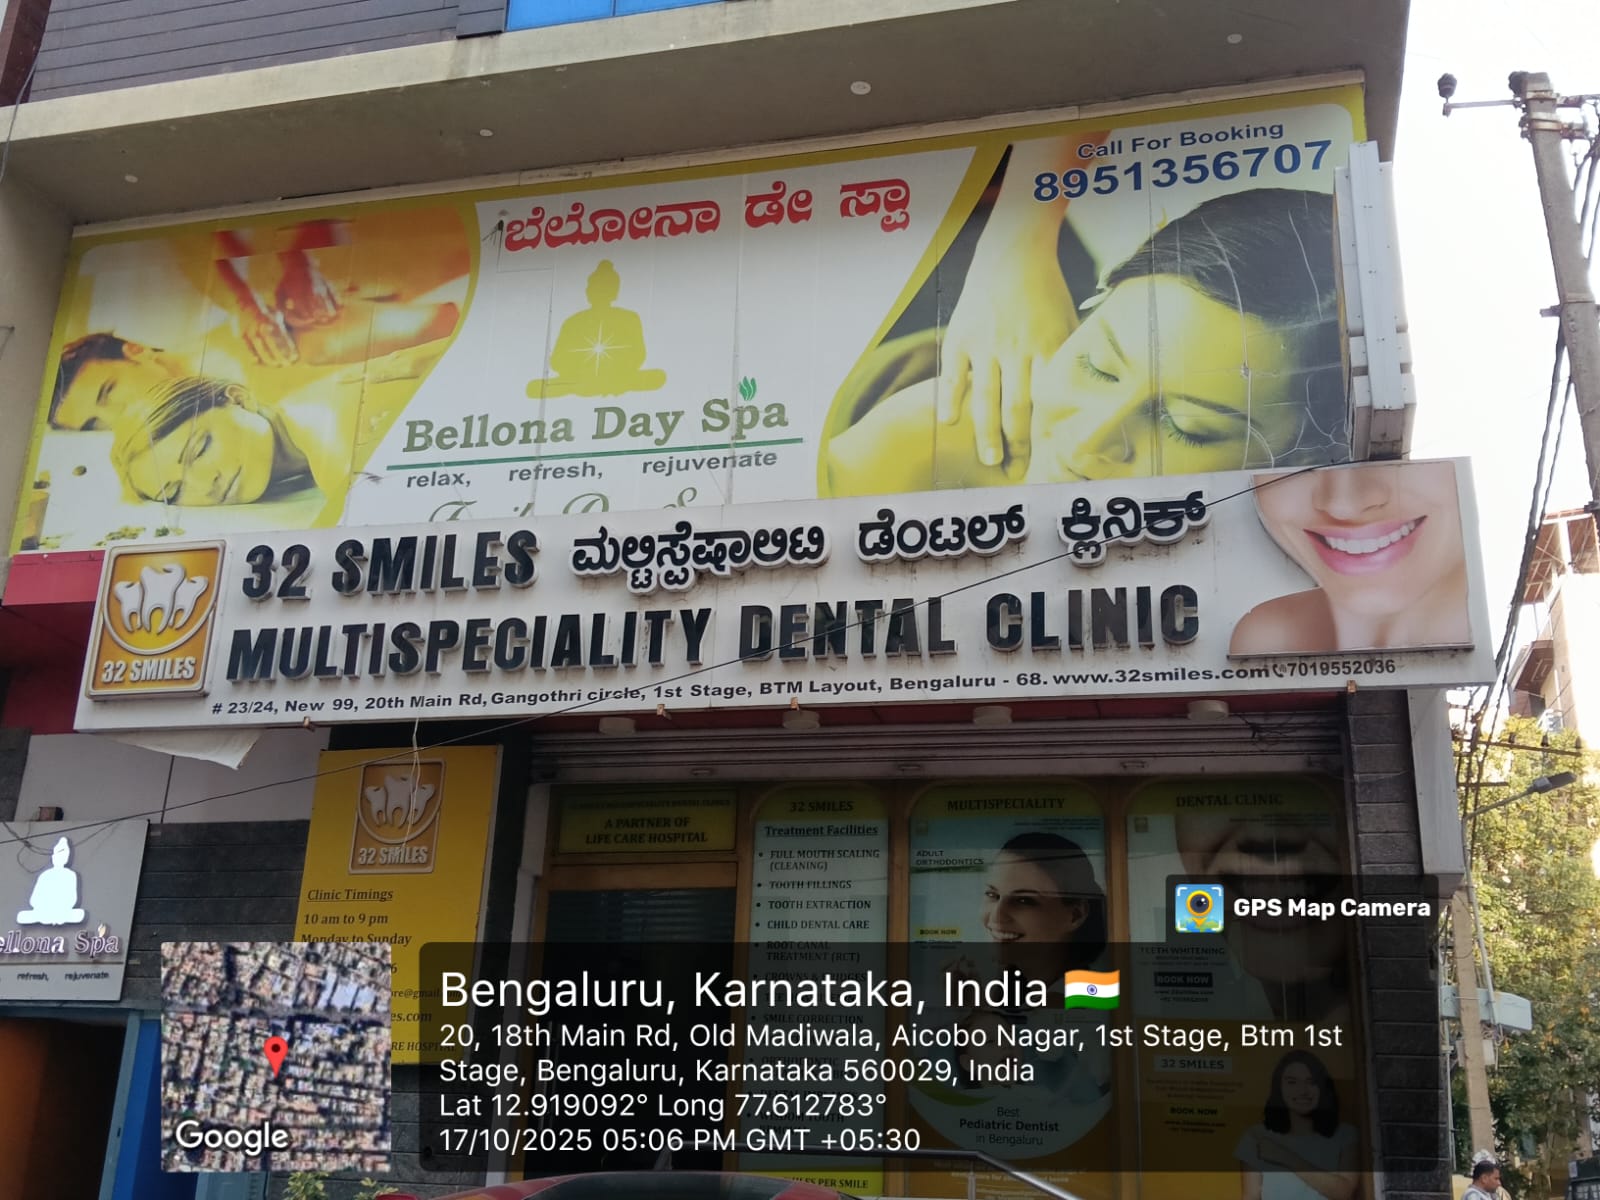 Call For Booking
8951356707
ಬೆಲೋನಾ ಡೇ ಸ್ಪಾ
Bellona Day Spa
relax, refresh, rejuvenate
32 SMILES ಮಲ್ಟಿಸ್ಪೆಷಾಲಿಟಿ ಡೆಂಟಲ್ ಕ್ಲಿನಿಕ್
MULTISPECIALITY DENTAL CLINIC
32 SMILES
# 23/24, New 99, 20th Main Rd, Gangothri circle, 1st Stage, BTM Layout, Bengaluru - 68. www.32smiles.com 7019552036
32 SMILES
Clinic Timings
10 am to 9 pm
Monday to Sunday
A PARTNER OF
LIFE CARE HOSPITAL
32 SMILES
Treatment Facilities
• FULL MOUTH SCALING
(CLEANING)
• TOOTH FILLINGS
• TOOTH EXTRACTION
• CHILD DENTAL CARE
• ROOT CANAL
TREATMENT (RCT)
SMILE CORRECTION
MULTISPECIALITY
ADULT
ORTHODONTICS
BOOK NOW
Best
Pediatric Dentist
in Bengaluru
DENTAL CLINIC
TEETH WHITENING
BOOK NOW
32 SMILES
BOOK NOW
Spa
refresh, rejuvenate
GPS Map Camera
Bengaluru, Karnataka, India
20, 18th Main Rd, Old Madiwala, Aicobo Nagar, 1st Stage, Btm 1st
Stage, Bengaluru, Karnataka 560029, India
Lat 12.919092° Long 77.612783°
17/10/2025 05:06 PM GMT +05:30
Google